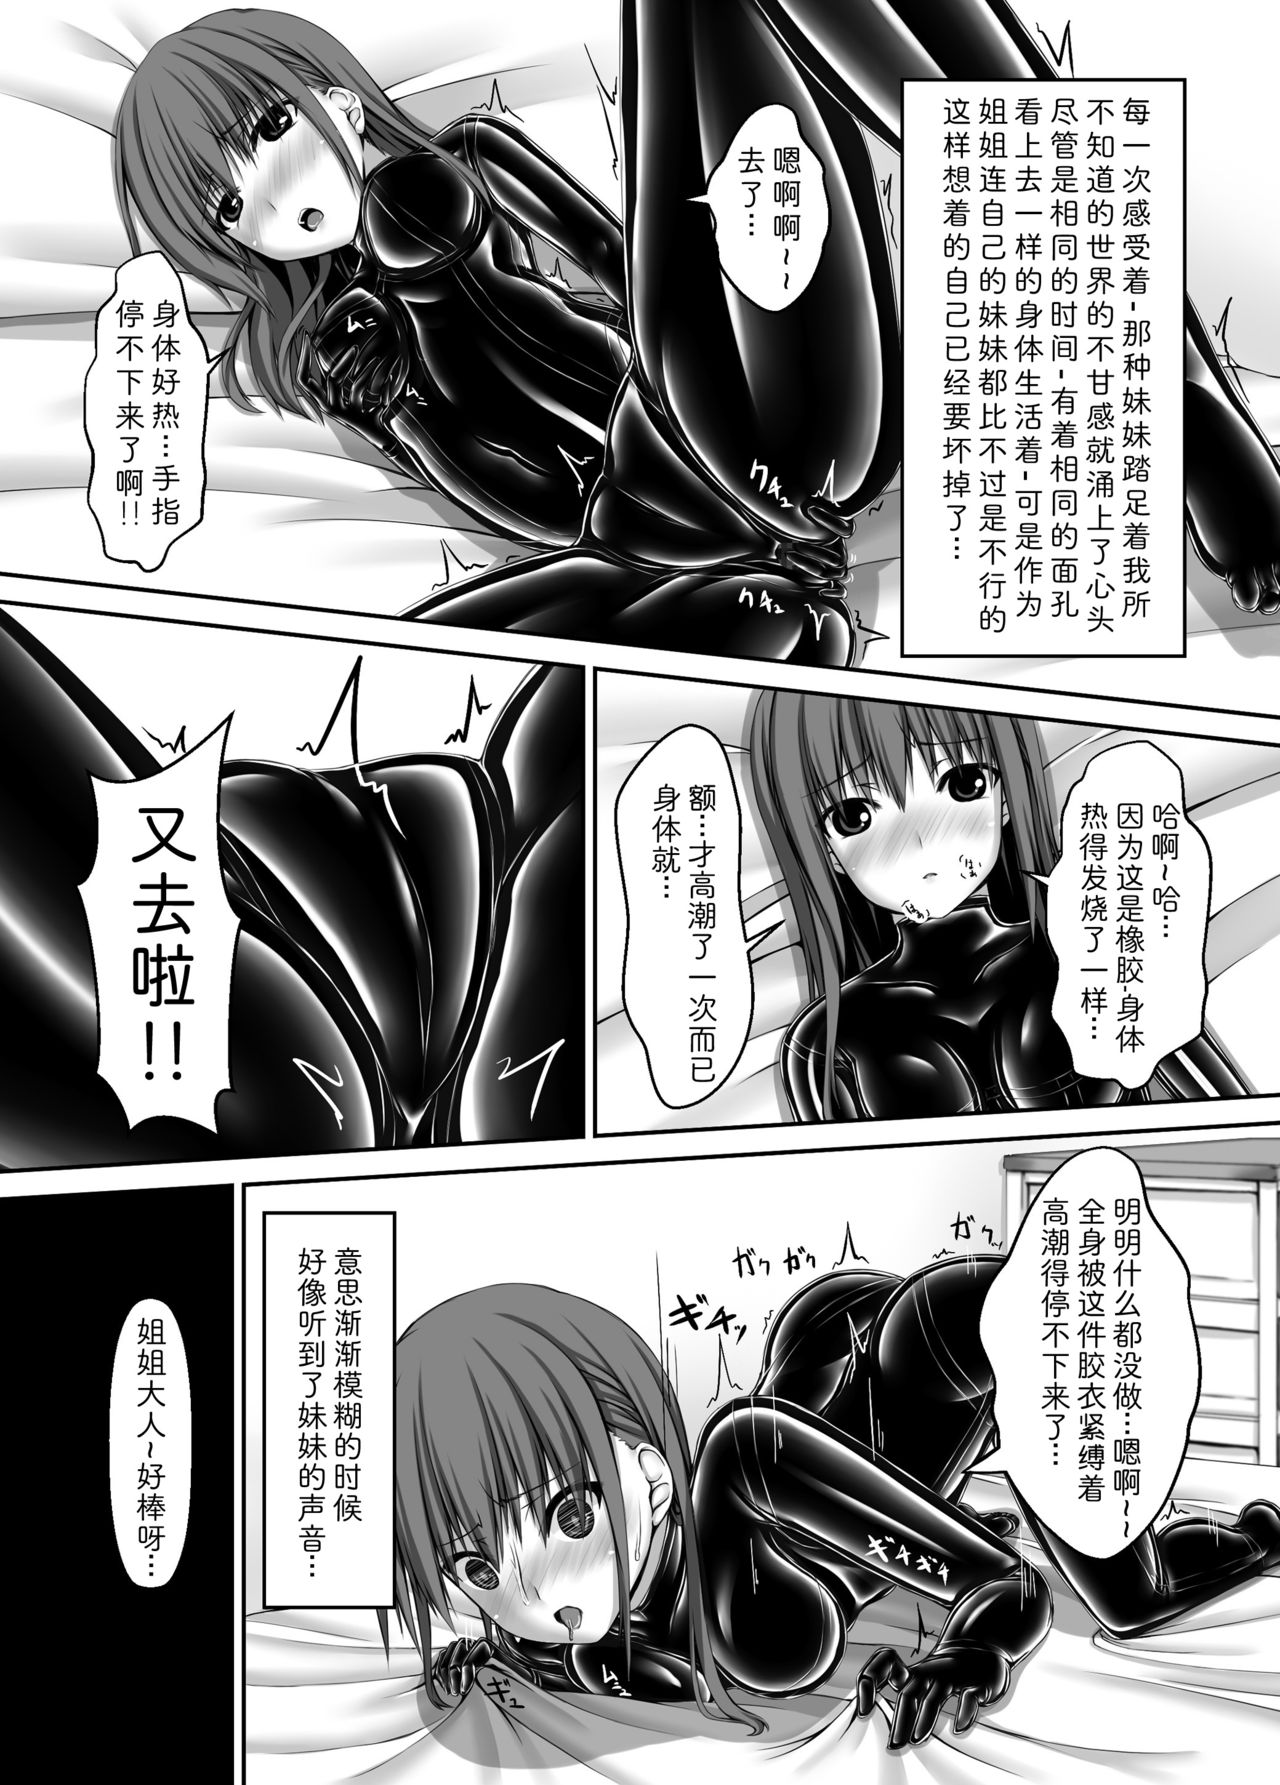 每一次感受着-那种妹妹踏足着我所
不知道的世界的不甘感就涌上了心头
尽管是相同的时间-有着相同的面孔
看上去一样的身体生活着-可是作为
姐姐连自己的妹妹都比不过是不行的
这样想着的自己已经要坏掉了…
嗯啊啊~~
去了…
身体好热…手指
停不下来了啊!!
クチュ
クチュ
哈啊~哈…
因为这是橡胶-身体
热得发烧了一样…
はぁ
はぁ
额…才高潮了一次而已
身体就…
又去啦!!
明明什么都没做…嗯啊~~
全身被这件胶衣紧缚着
高潮得停不下来了…
ガク
ガク
ガク
ギチッ
ギチギチ
ギュ
意思渐渐模糊的时候
好像听到了妹妹的声音…
姐姐大人~好棒呀…